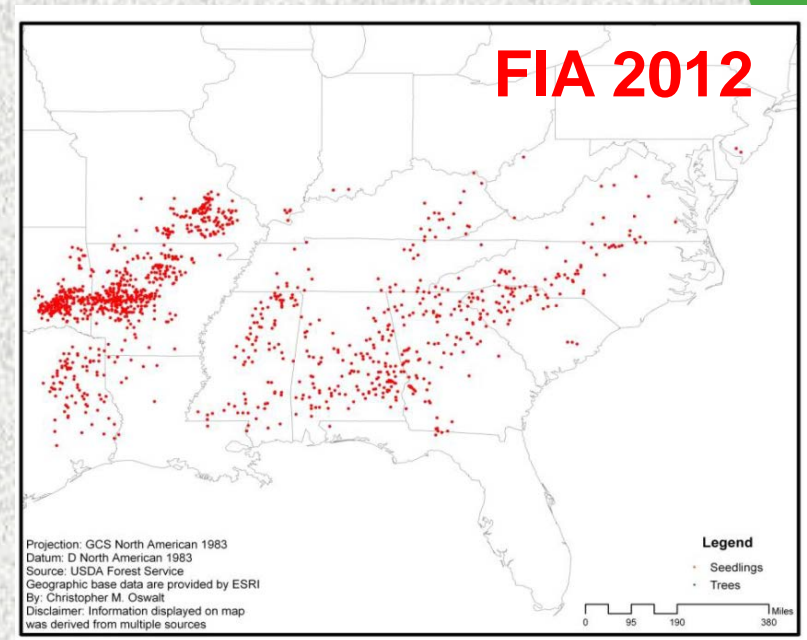 FIA 2012
Projection: GCS North American 1983
Datum: D North American 1983
Source: USDA Forest Service
Geographic base data are provided by ESRI
By: Christopher M. Oswalt
Disclaimer: Information displayed on map
was derived from multiple sources
Legend
Seedlings
Trees
Miles
0 95 190 380